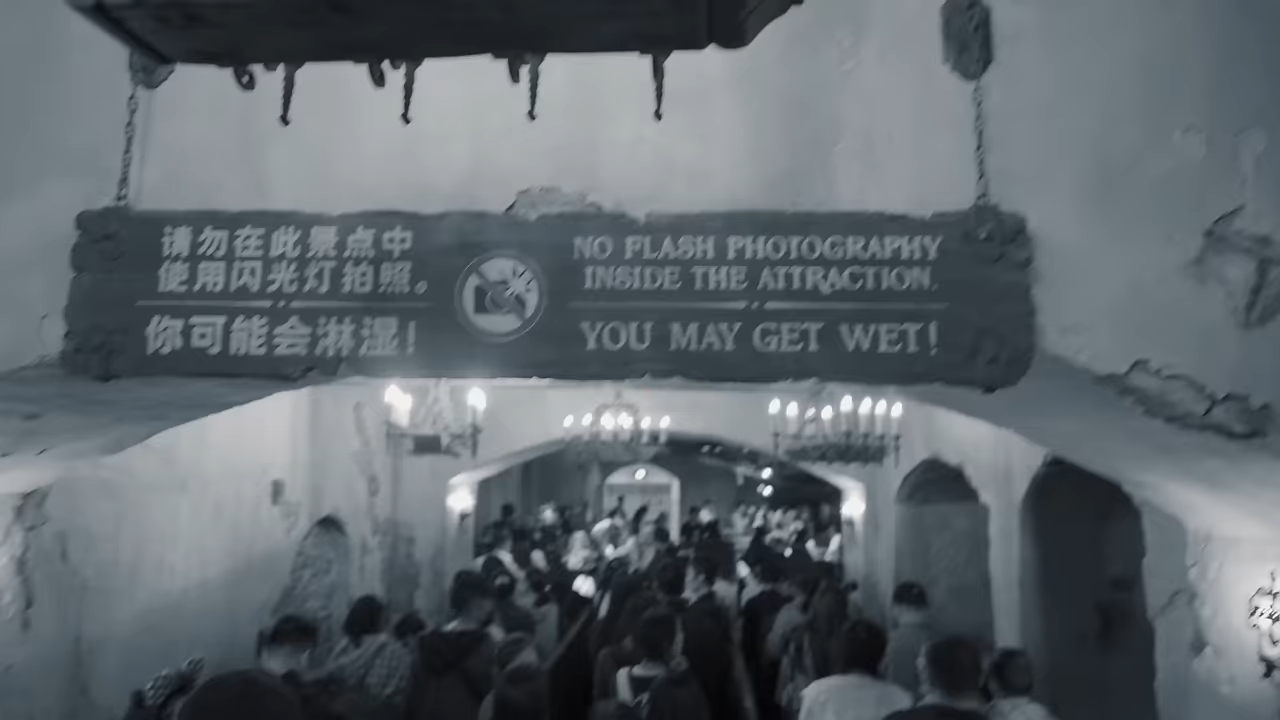 请勿在此景点中
使用闪光灯拍照。
你可能会淋湿!
NO FLASH PHOTOGRAPHY
INSIDE THE ATTRACTION.
YOU MAY GET WET!